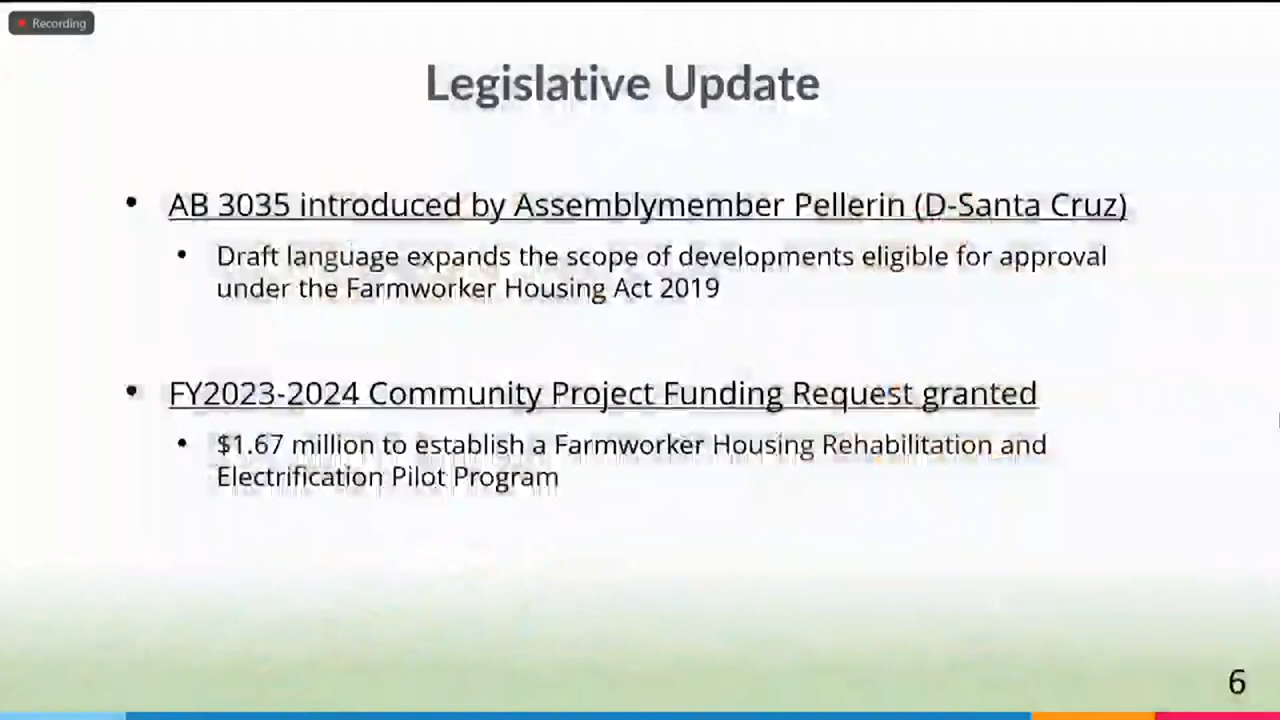 Recording
Legislative Update
• AB 3035 introduced by Assemblymember Pellerin (D-Santa Cruz)
• Draft language expands the scope of developments eligible for approval
under the Farmworker Housing Act 2019
• FY2023-2024 Community Project Funding Request granted
• $1.67 million to establish a Farmworker Housing Rehabilitation and
Electrification Pilot Program
6